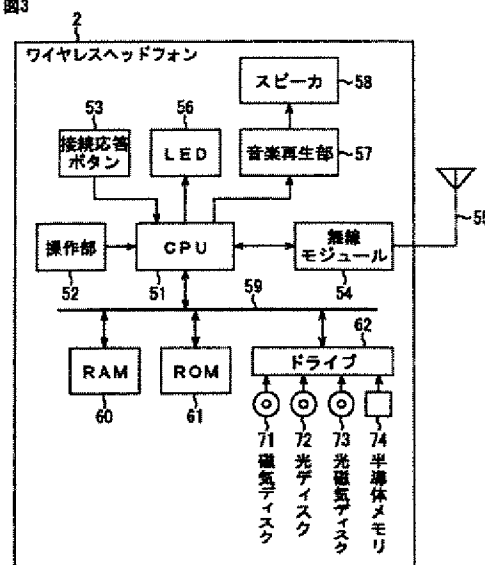 図3
2
ワイヤレスヘッドフォン
スピーカ
58
53
56
接続応答
ボタン
LED
音楽再生部
57
操作部
CPU
無線
モジュール
55
52
51
59
54
62
RAM
ROM
ドライブ
60
61
71
72
73
74
磁気ディスク
光ディスク
光磁気ディスク
半導体メモリ